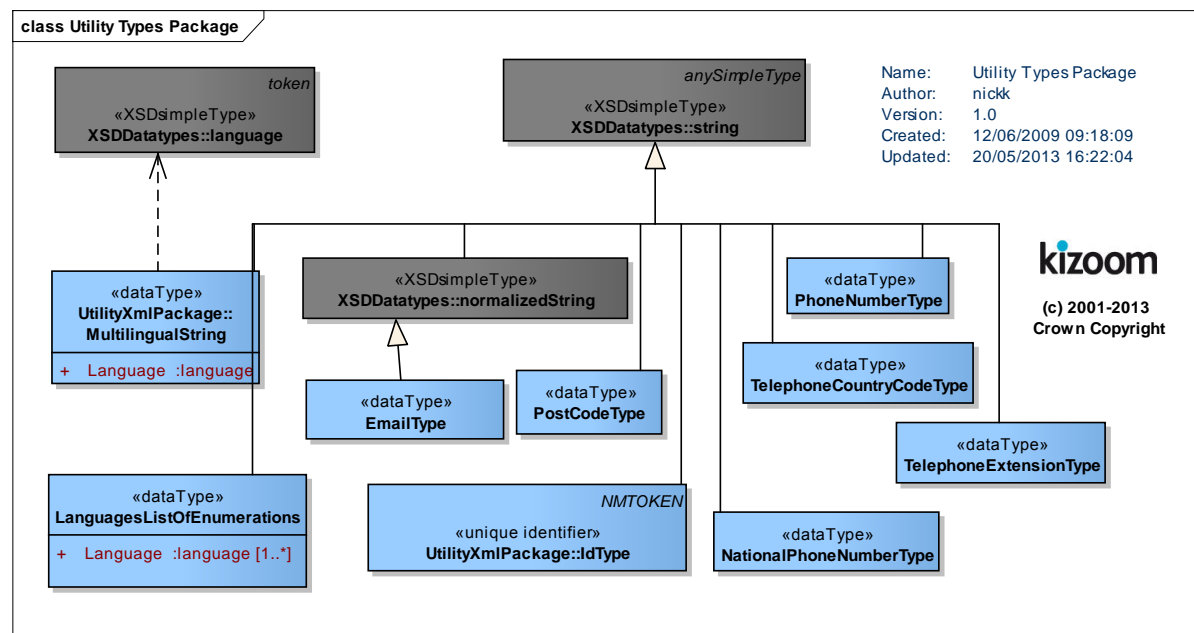 class Utility Types Package
token
«XSDsimpleType»
XSDDatatypes::language
anySimpleType
«XSDsimpleType»
XSDDatatypes::string
Name: Utility Types Package
Author: nickk
Version: 1.0
Created: 12/06/2009 09:18:09
Updated: 20/05/2013 16:22:04
kizoom
(c) 2001-2013
Crown Copyright
«dataType»
UtilityXmlPackage::
MultilingualString
+ Language :language
«XSDsimpleType»
XSDDatatypes::normalizedString
«dataType»
PhoneNumberType
«dataType»
TelephoneCountryCodeType
«dataType»
EmailType
«dataType»
PostCodeType
«dataType»
TelephoneExtensionType
«dataType»
LanguagesListOfEnumerations
+ Language :language [1..*]
NMTOKEN
«unique identifier»
UtilityXmlPackage::IdType
«dataType»
NationalPhoneNumberType